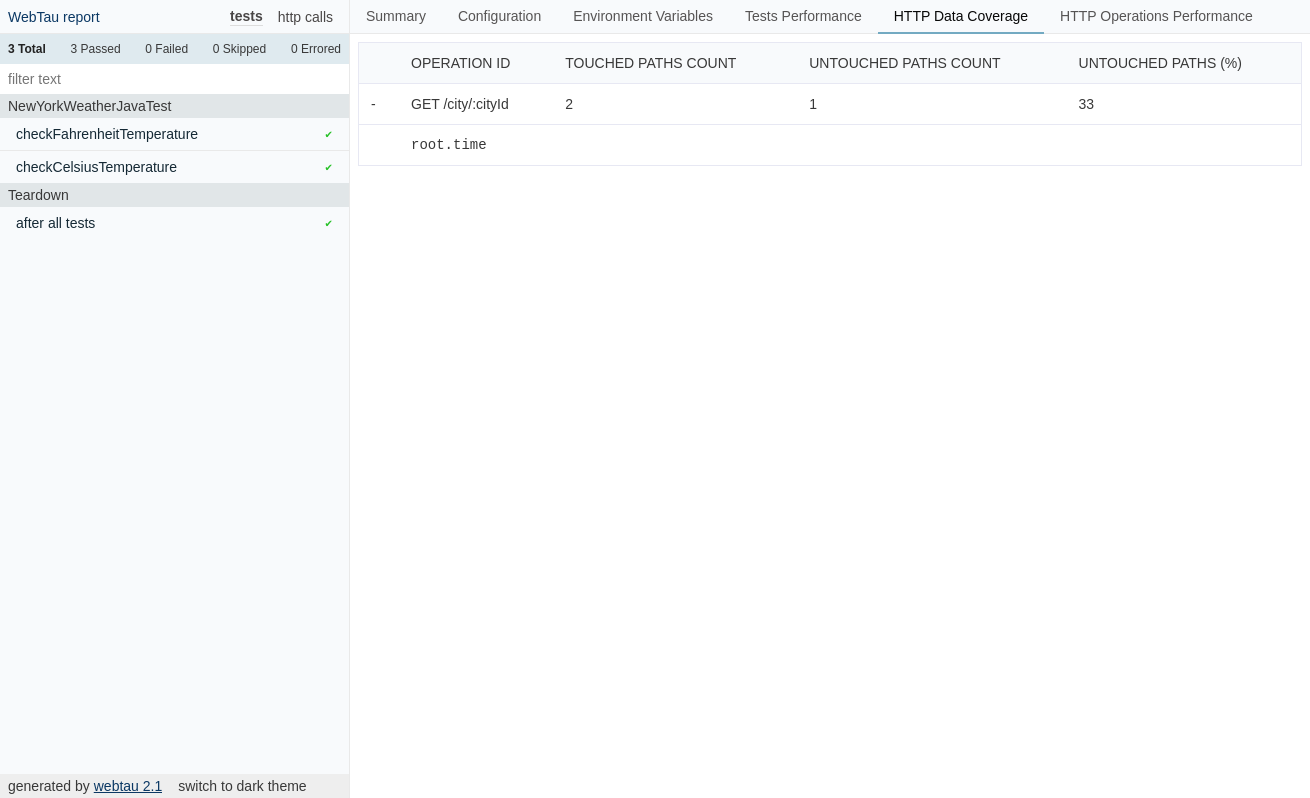 WebTau report tests http calls
3 Total 3 Passed 0 Failed 0 Skipped 0 Errored
filter text
NewYorkWeatherJavaTest
checkFahrenheitTemperature ✔
checkCelsiusTemperature ✔
Teardown
after all tests ✔
generated by webtau 2.1 switch to dark theme
Summary Configuration Environment Variables Tests Performance HTTP Data Coverage HTTP Operations Performance
OPERATION ID TOUCHED PATHS COUNT UNTOUCHED PATHS COUNT UNTOUCHED PATHS (%)
- GET /city/:cityId 2 1 33
root.time